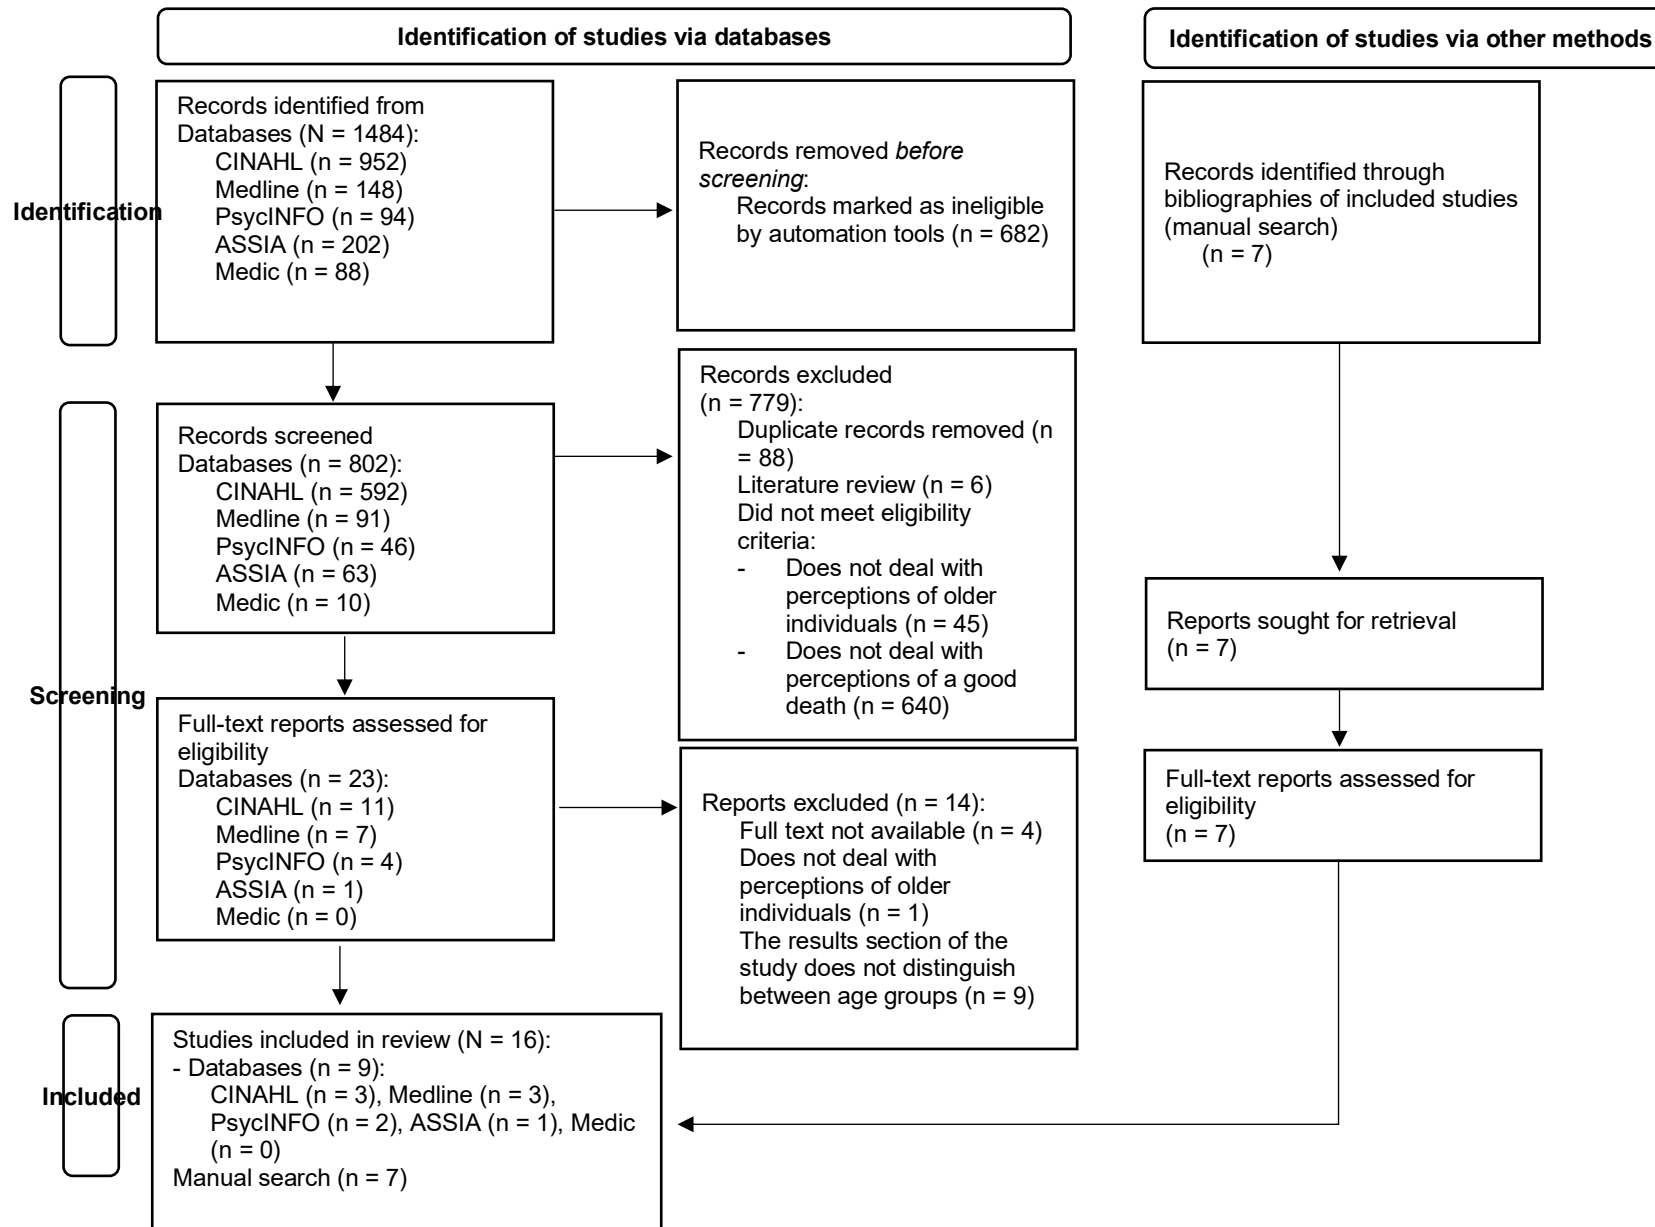 Identification of studies via databases
Identification of studies via other methods
Identification
Records identified from
Databases (N = 1484):
CINAHL (n = 952)
Medline (n = 148)
PsycINFO (n = 94)
ASSIA (n = 202)
Medic (n = 88)
Records removed before
screening:
Records marked as ineligible
by automation tools (n = 682)
Records identified through
bibliographies of included studies
(manual search)
(n = 7)
Screening
Records screened
Databases (n = 802):
CINAHL (n = 592)
Medline (n = 91)
PsycINFO (n = 46)
ASSIA (n = 63)
Medic (n = 10)
Records excluded
(n = 779):
Duplicate records removed (n
= 88)
Literature review (n = 6)
Did not meet eligibility
criteria:
- Does not deal with
perceptions of older
individuals (n = 45)
- Does not deal with
perceptions of a good
death (n = 640)
Reports sought for retrieval
(n = 7)
Full-text reports assessed for
eligibility
Databases (n = 23):
CINAHL (n = 11)
Medline (n = 7)
PsycINFO (n = 4)
ASSIA (n = 1)
Medic (n = 0)
Reports excluded (n = 14):
Full text not available (n = 4)
Does not deal with
perceptions of older
individuals (n = 1)
The results section of the
study does not distinguish
between age groups (n = 9)
Full-text reports assessed for
eligibility
(n = 7)
Included
Studies included in review (N = 16):
- Databases (n = 9):
CINAHL (n = 3), Medline (n = 3),
PsycINFO (n = 2), ASSIA (n = 1), Medic
(n = 0)
Manual search (n = 7)